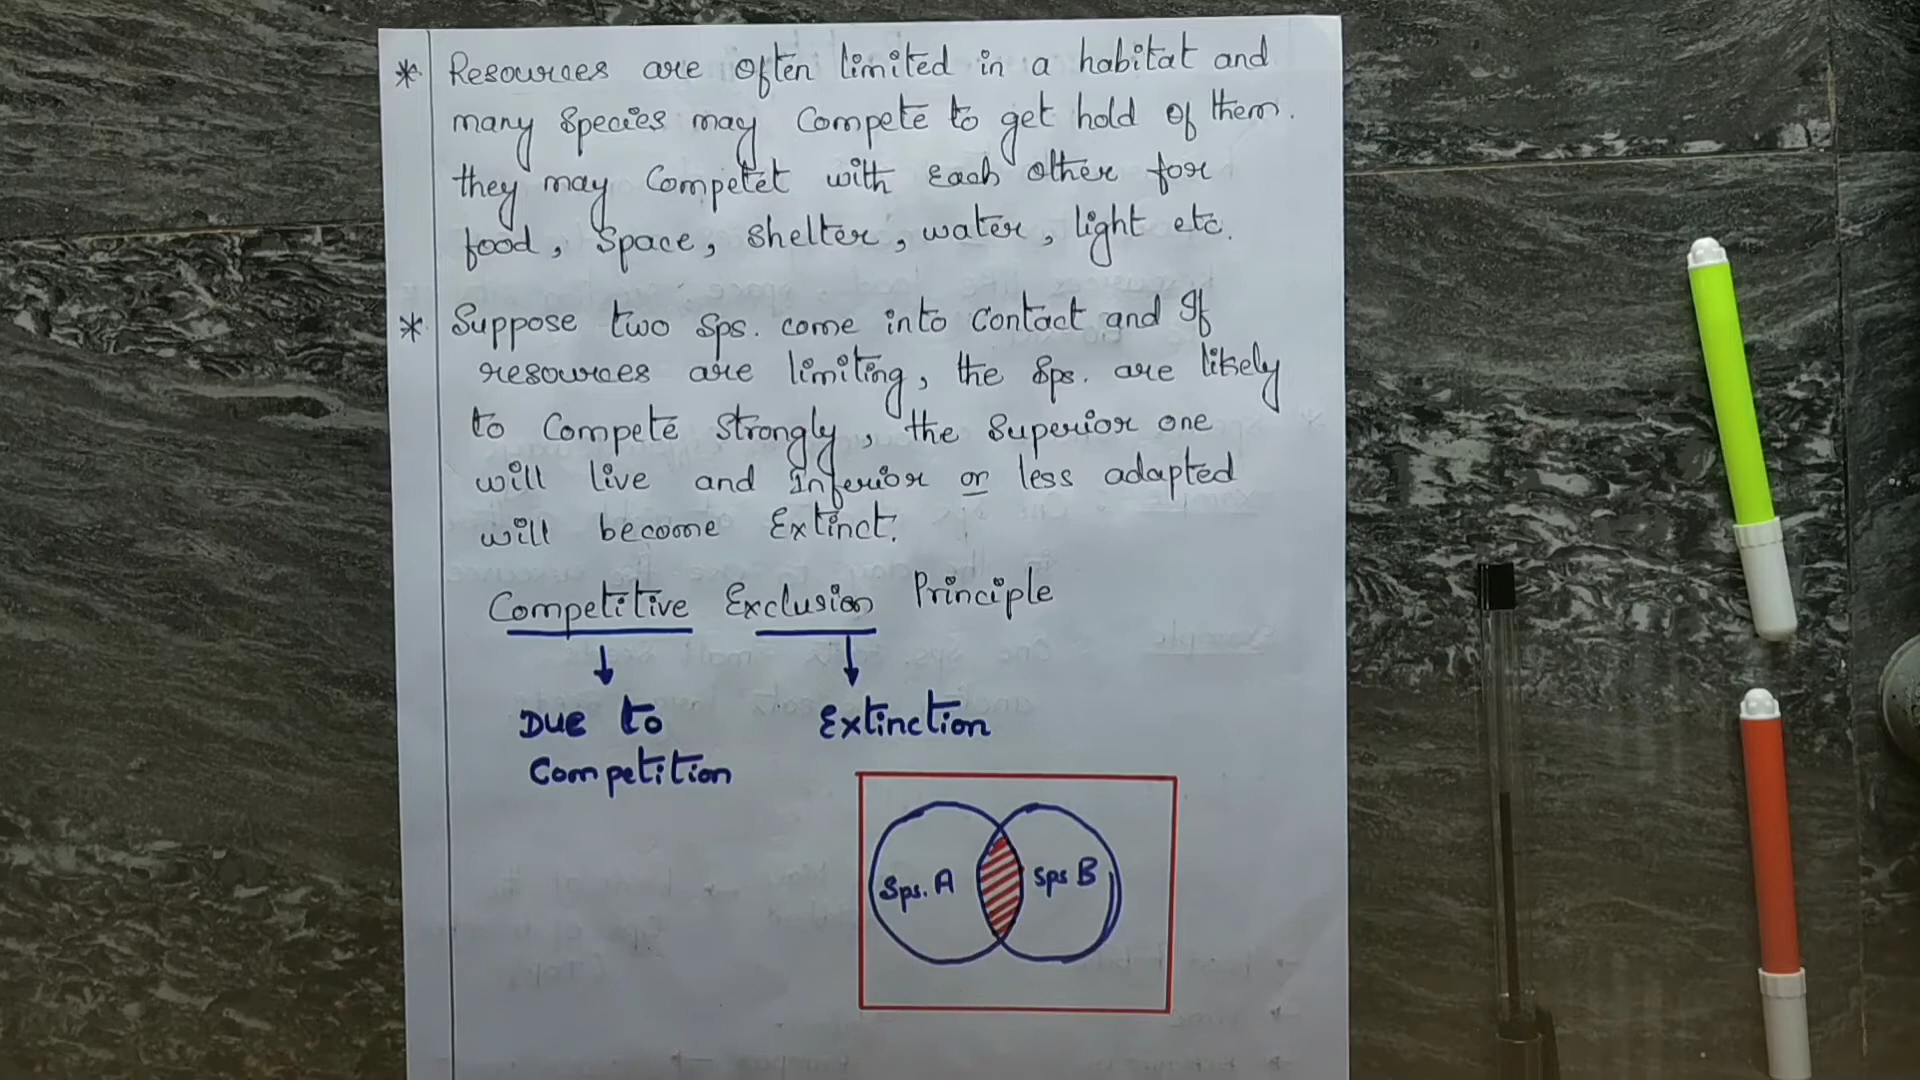 * Resources are often limited in a habitat and
many species may compete to get hold of them.
they may competet with each other for
food, space, shelter, water, light etc.
* Suppose two sps. come into contact and If
resources are limiting, the sps. are likely
to compete strongly, the superior one
will live and Inferior or less adapted
will become Extinct.
Competitive Exclusion Principle
Due to
Competition
Extinction
Sps. A
Sps B